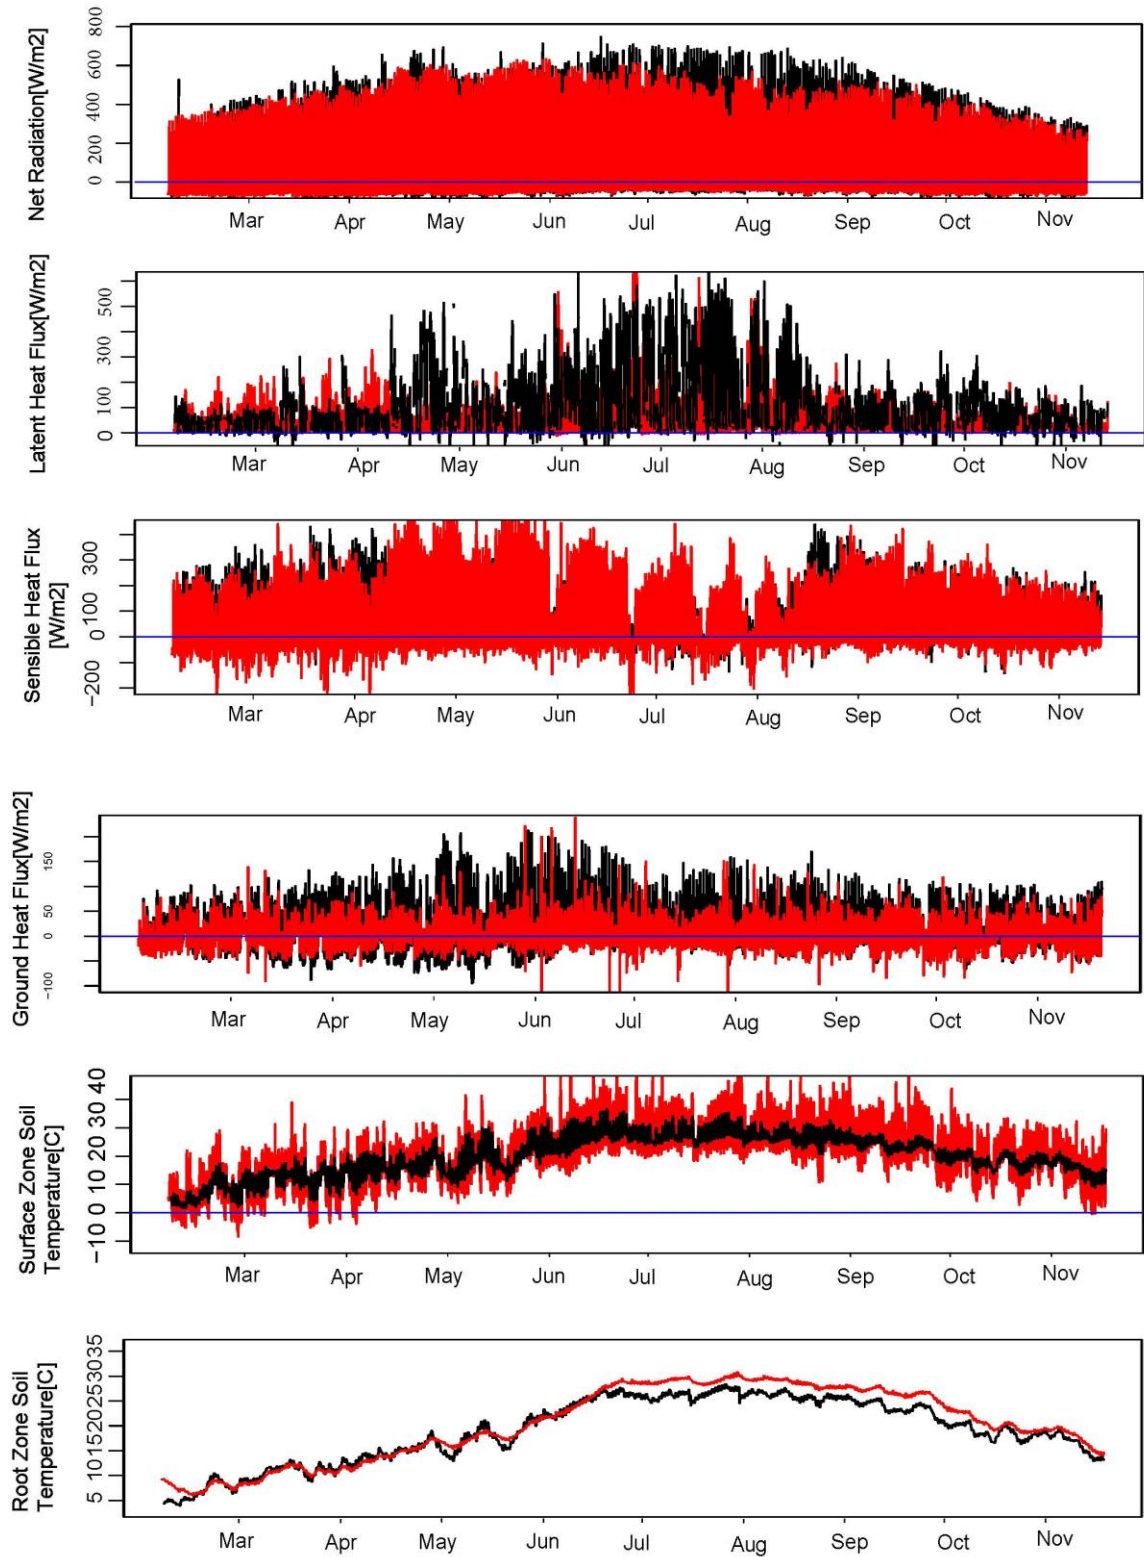 Net Radiation[W/m2]
800
600
400
200
0
Mar Apr May Jun Jul Aug Sep Oct Nov
Latent Heat Flux[W/m2]
500
300
100
0
Mar Apr May Jun Jul Aug Sep Oct Nov
Sensible Heat Flux
[W/m2]
300
100
0
−200
Mar Apr May Jun Jul Aug Sep Oct Nov
Ground Heat Flux[W/m2]
150
50
0
−100
Mar Apr May Jun Jul Aug Sep Oct Nov
Surface Zone Soil
Temperature[C]
40
30
20
10
0
−10
Mar Apr May Jun Jul Aug Sep Oct Nov
Root Zone Soil
Temperature[C]
35
30
25
20
15
10
5
Mar Apr May Jun Jul Aug Sep Oct Nov